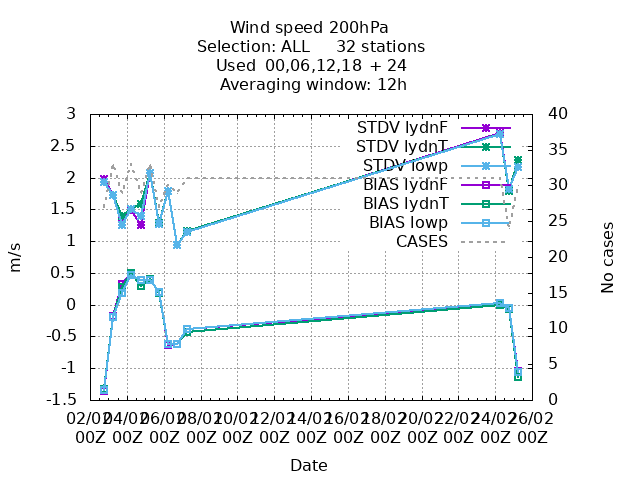 Wind speed 200hPa
Selection: ALL 32 stations
Used 00,06,12,18 + 24
Averaging window: 12h
3
2.5
2
1.5
1
0.5
0
-0.5
-1
-1.5
m/s
40
35
30
25
20
15
10
5
0
No cases
STDV lydnF
STDV lydnT
STDV lowp
BIAS lydnF
BIAS lydnT
BIAS lowp
CASES
02/02 04/02 06/02 08/02 10/02 12/02 14/02 16/02 18/02 20/02 22/02 24/02 26/02
00Z 00Z 00Z 00Z 00Z 00Z 00Z 00Z 00Z 00Z 00Z 00Z 00Z
Date